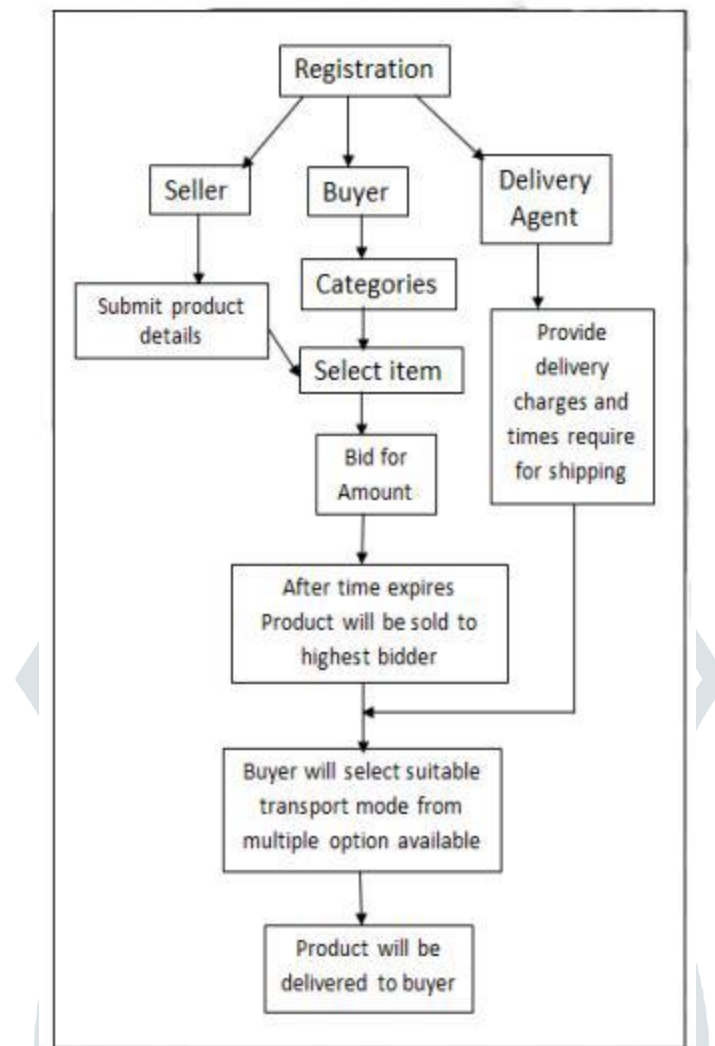 Registration
Seller
Buyer
Delivery
Agent
Categories
Submit product
details
Select item
Provide
delivery
charges and
times require
for shipping
Bid for
Amount
After time expires
Product will be sold to
highest bidder
Buyer will select suitable
transport mode from
multiple option available
Product will be
delivered to buyer